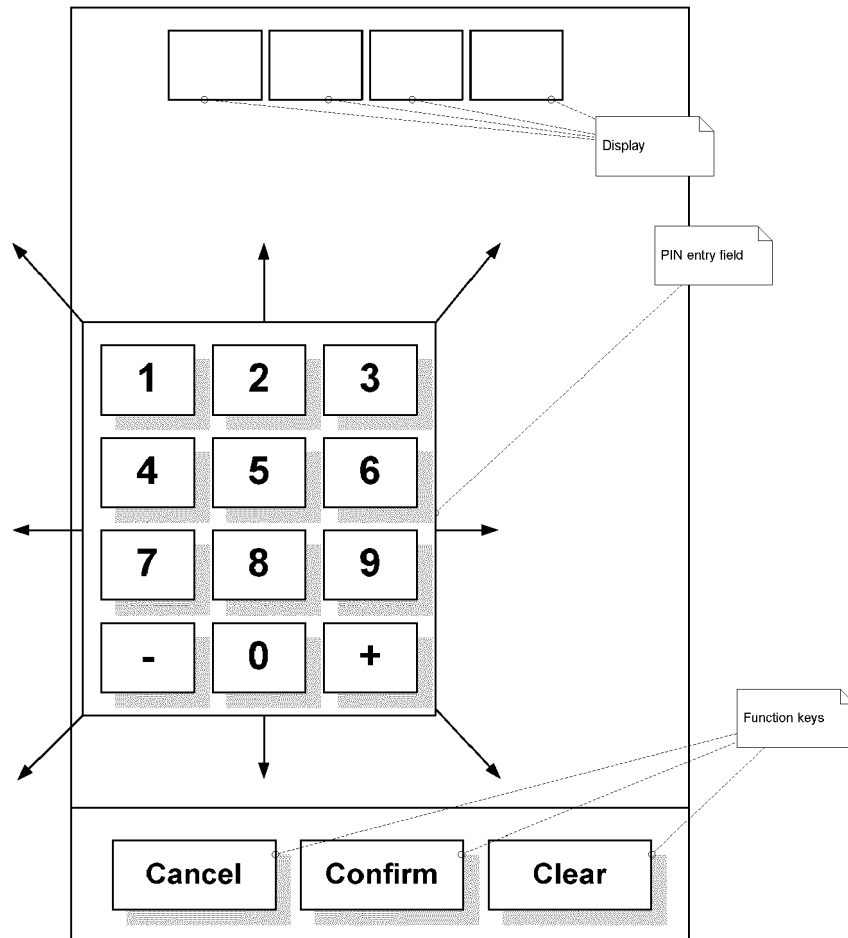 Display
PIN entry field
1 2 3
4 5 6
7 8 9
- 0 +
Function keys
Cancel Confirm Clear